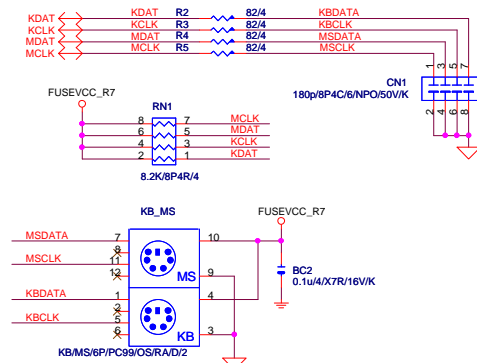 KDAT KDAT R2 82/4 KBDATA
KCLK KCLK R3 82/4 KBCLK
MDAT MDAT R4 82/4 MSDATA
MCLK MCLK R5 82/4 MSCLK
1 3 5 7
CN1
180p/8P4C/6/NPO/50V/K
2 4 6 8
FUSEVCC_R7
RN1
8 7 MCLK
6 5 MDAT
4 3 KCLK
2 1 KDAT
8.2K/8P4R/4
KB_MS
FUSEVCC_R7
MSDATA 7 10
8
MSCLK 11 9
12 MS
BC2
0.1u/4/X7R/16V/K
KBDATA 1 4
2
KBCLK 5 3
6 KB
KB/MS/6P/PC99/OS/RA/D/2